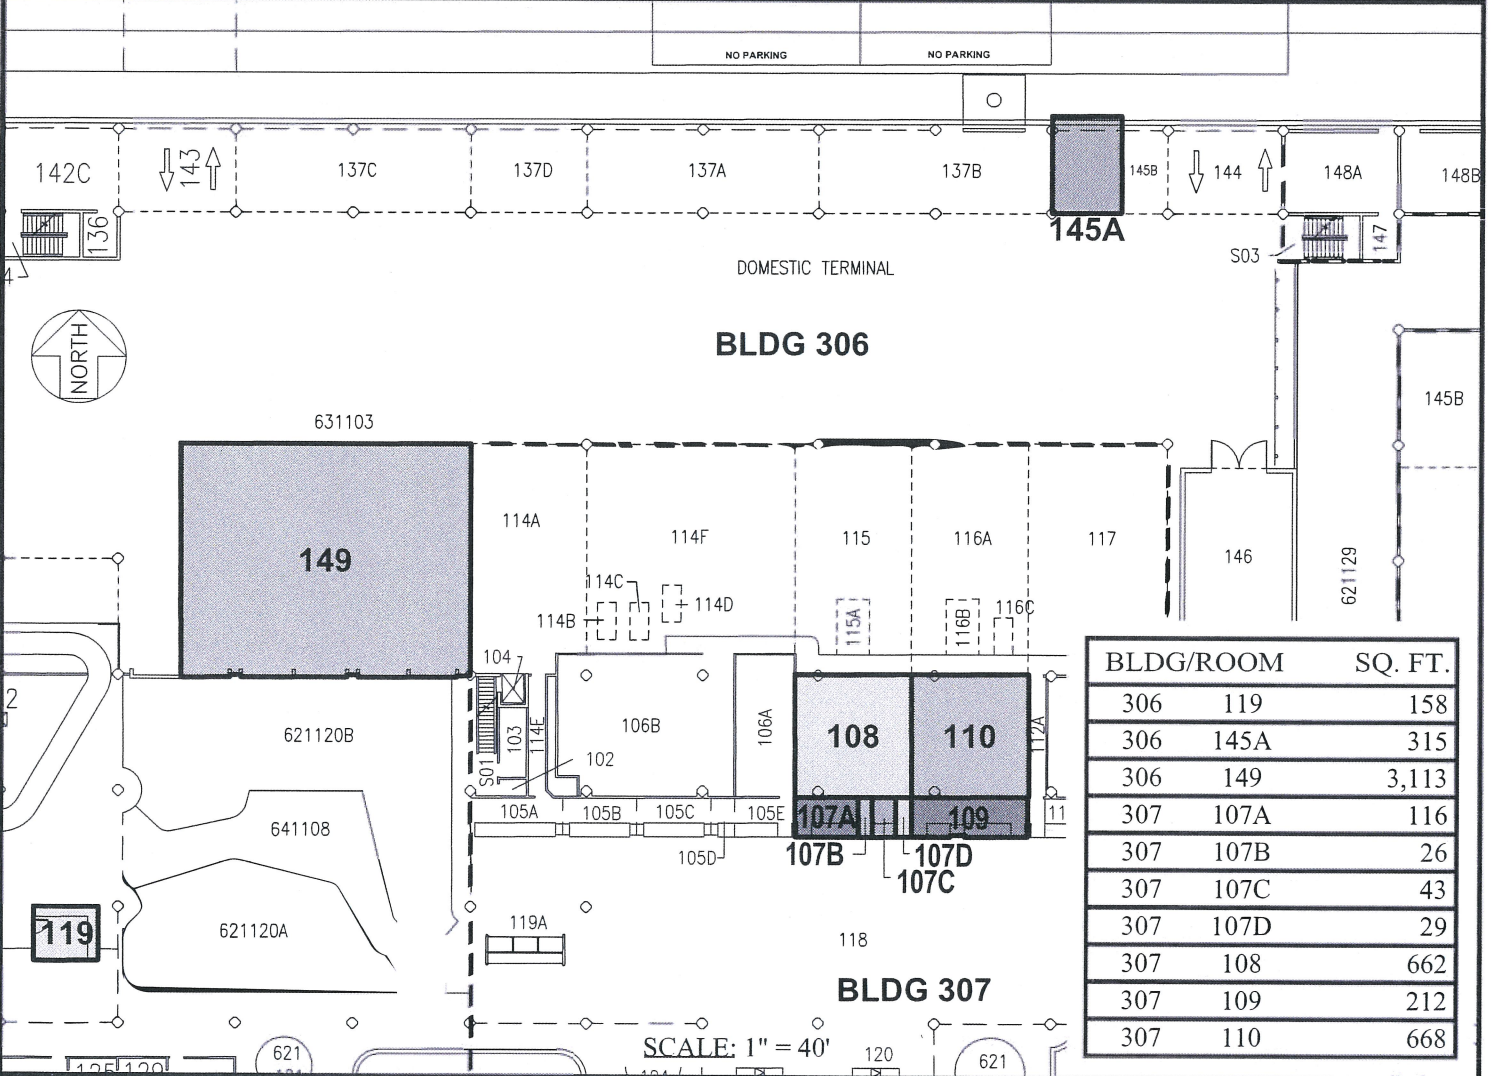 NO PARKING NO PARKING
142C 143 137C 137D 137A 137B 145B 144 148A 148B
136 145A S03 147
4 DOMESTIC TERMINAL
NORTH BLDG 306
145B
631103
149 114A 114F 115 116A 117 146 621129
114C 114D 116C
114B 115A 116B
104
2 621120B 103 114E 106B 106A 108 110 112A
S01 102
641108 105A 105B 105C 105E 107A 109 11
105D 107B 107D
107C
119 621120A 119A 118
BLDG 307
SCALE: 1" = 40'
621 120 621
125 129
BLDG/ROOM SQ. FT.
306 119 158
306 145A 315
306 149 3,113
307 107A 116
307 107B 26
307 107C 43
307 107D 29
307 108 662
307 109 212
307 110 668